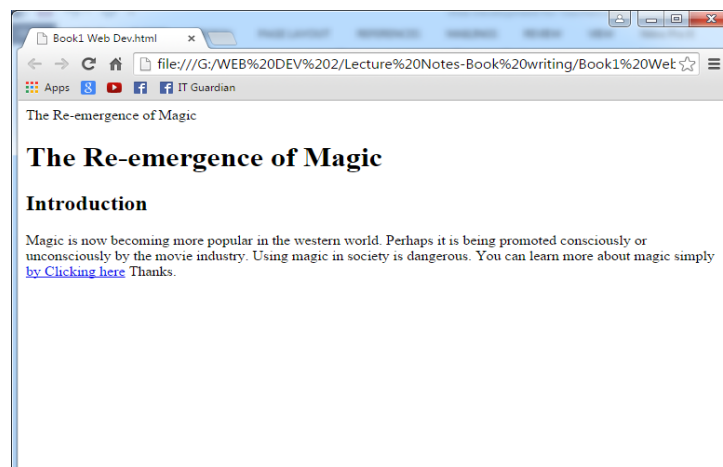 Book1 Web Dev.html
file:///G:/WEB%20DEV%202/Lecture%20Notes-Book%20writing/Book1%20Wet
Apps IT Guardian
The Re-emergence of Magic
The Re-emergence of Magic
Introduction
Magic is now becoming more popular in the western world. Perhaps it is being promoted consciously or
unconsciously by the movie industry. Using magic in society is dangerous. You can learn more about magic simply
by Clicking here Thanks.